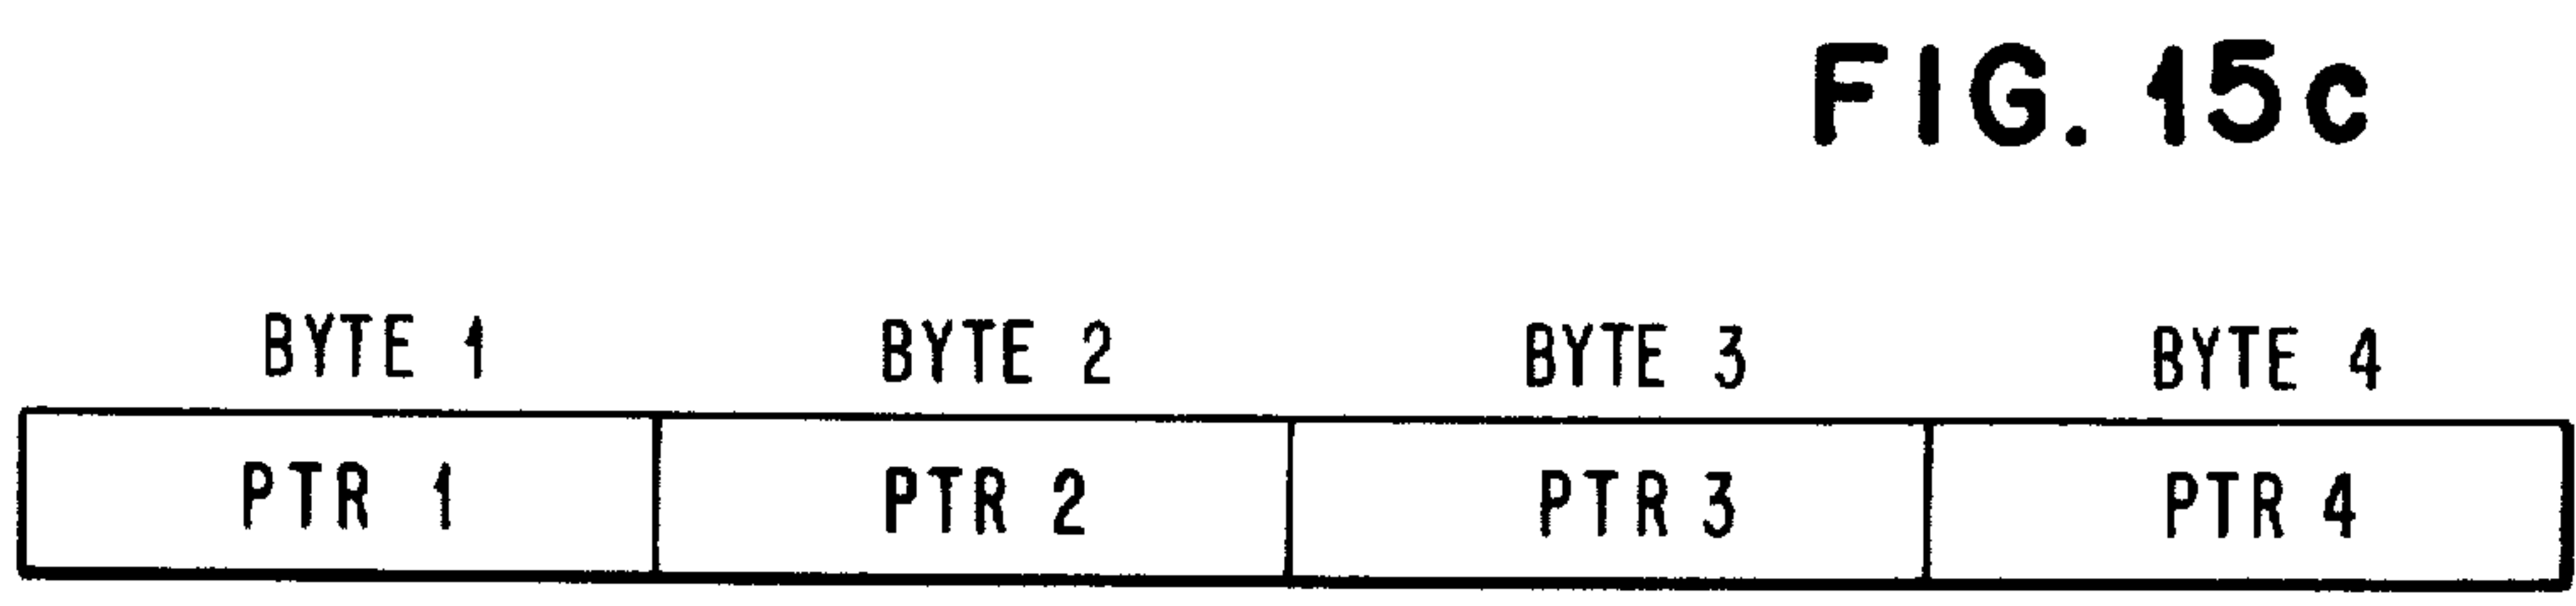 FIG. 15c
BYTE 1 BYTE 2 BYTE 3 BYTE 4
PTR 1 PTR 2 PTR 3 PTR 4